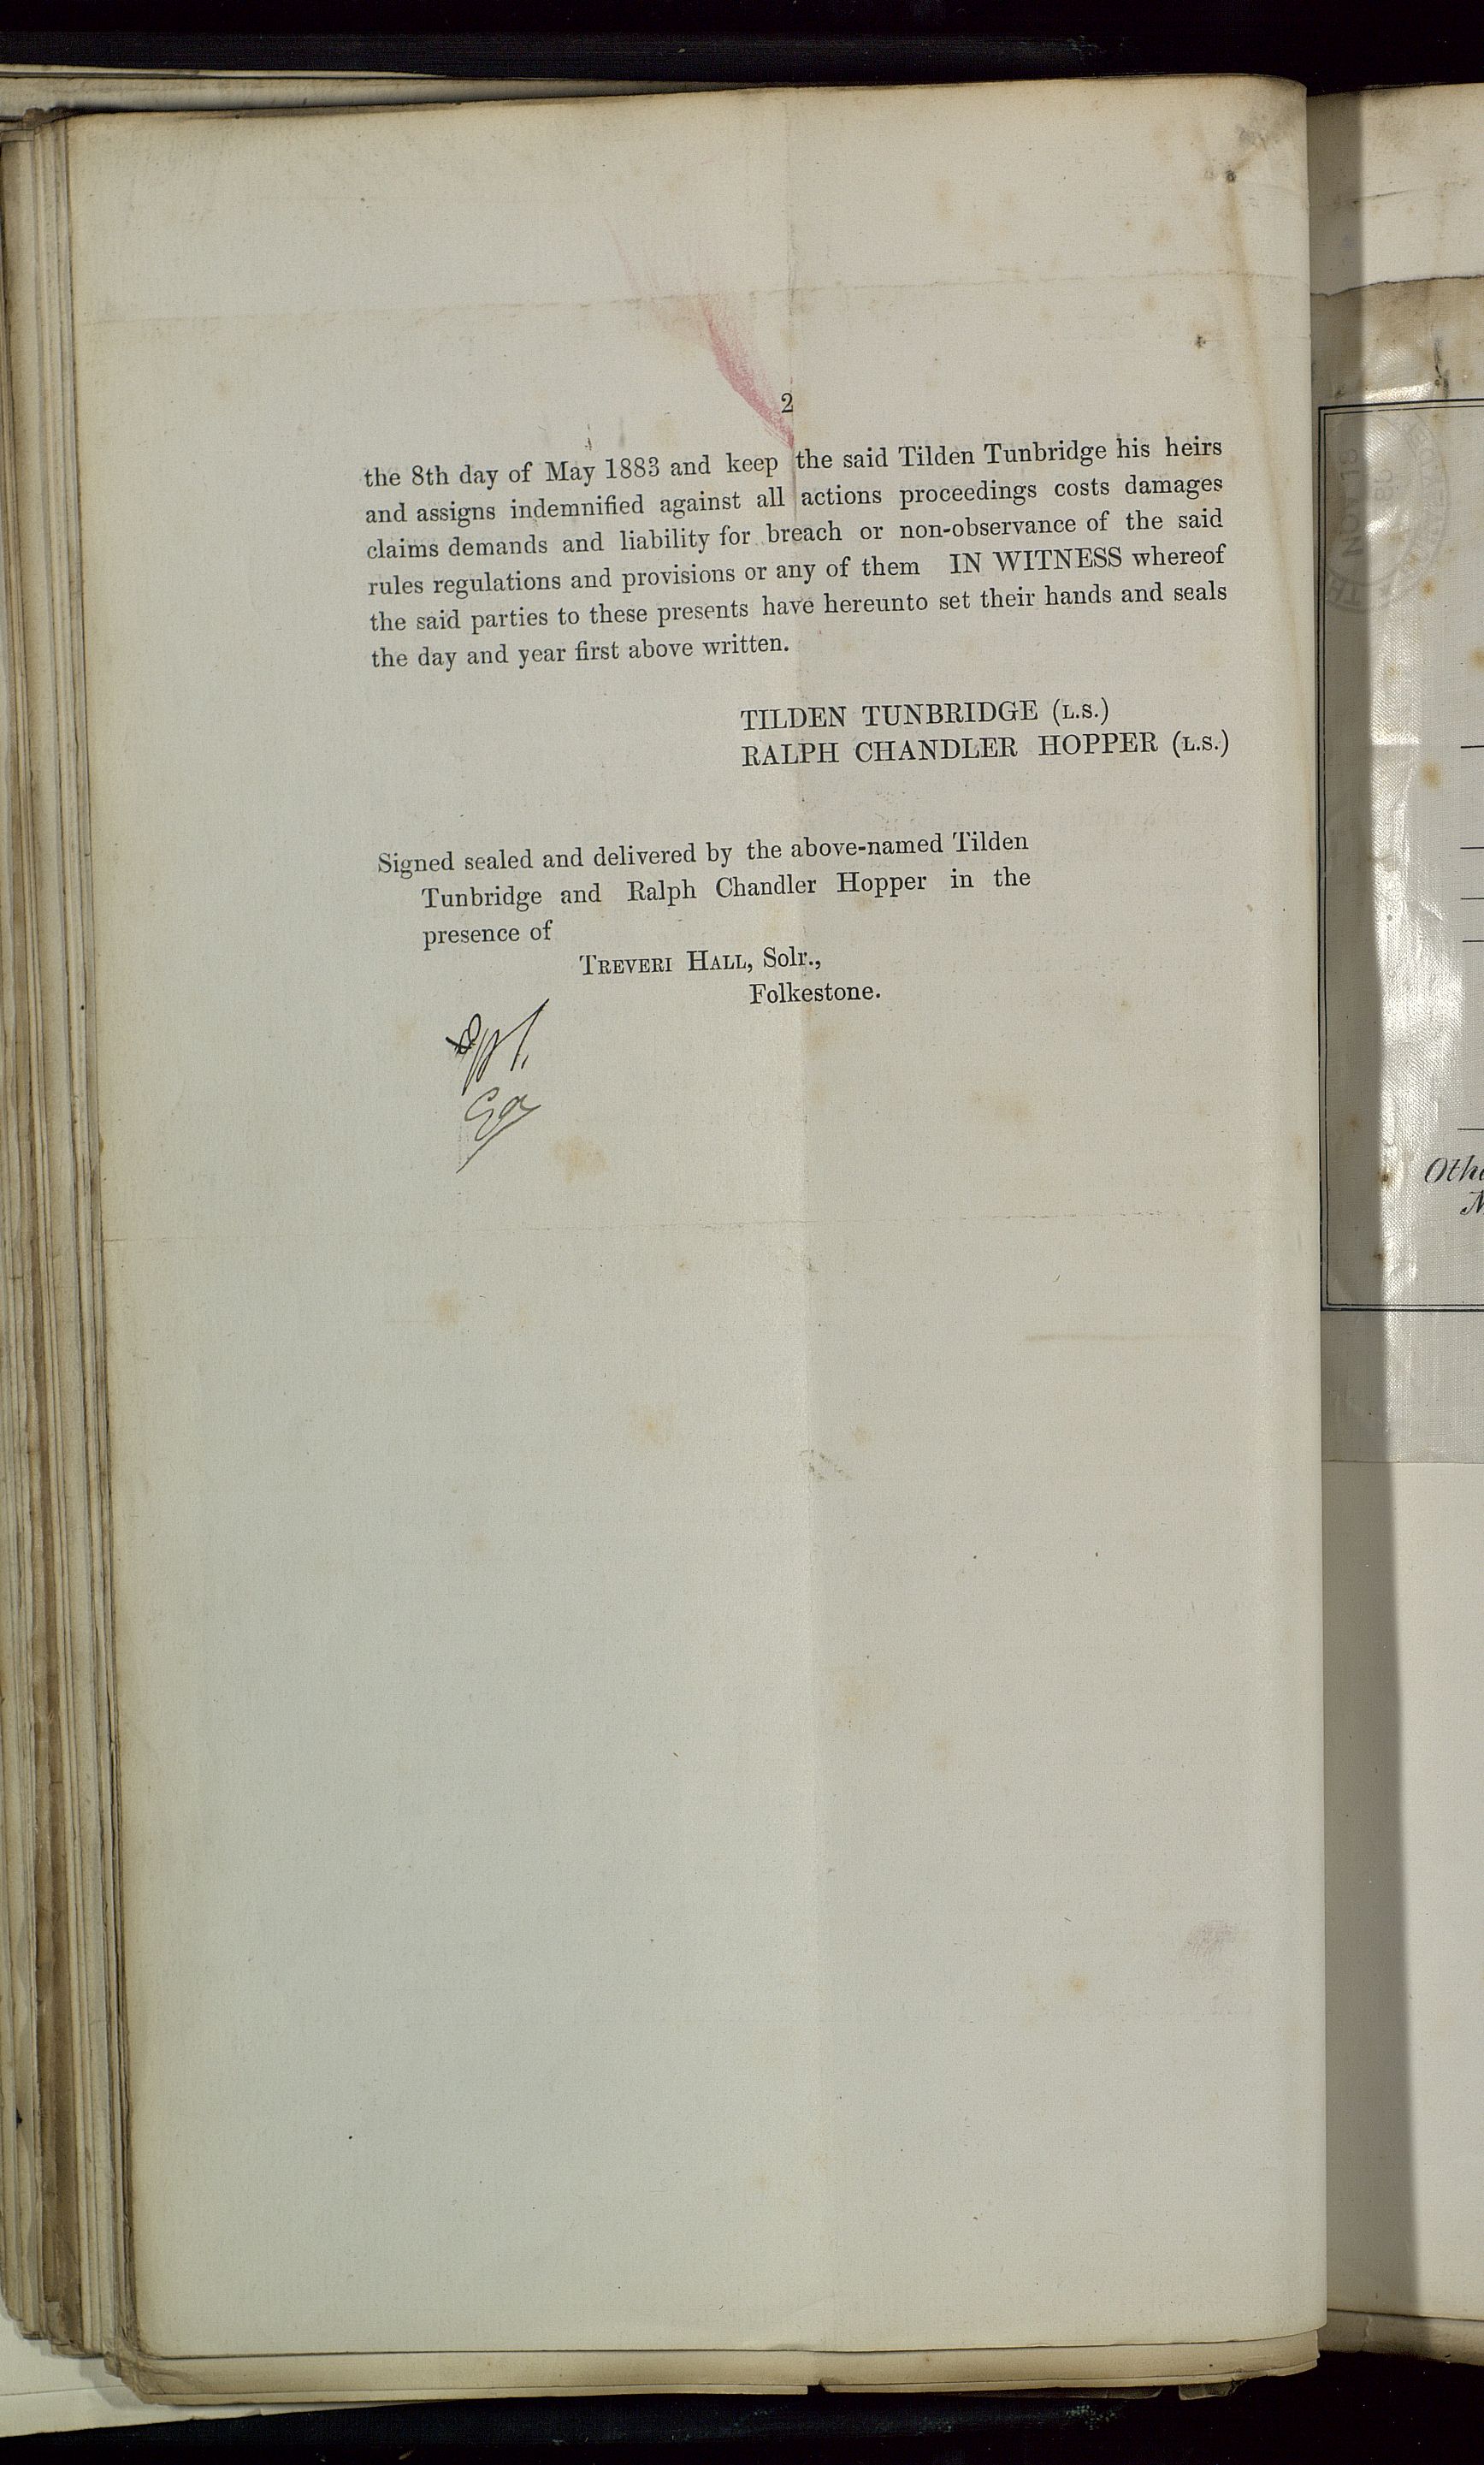 2
the 8th day of May 1883 and keep the said Tilden Tunbridge his heirs
and assigns indemnified against all actions proceedings costs damages
claims demands and liability for breach or non-observance of the said
rules regulations and provisions or any of them IN WITNESS whereof
the said parties to these presents have hereunto set their hands and seals
the day and year first above written.
TILDEN TUNBRIDGE (L.S.)
RALPH CHANDLER HOPPER (L.S.)
Signed sealed and delivered by the above-named Tilden
Tunbridge and Ralph Chandler Hopper in the
presence of
TREVERI HALL, Solr.,
Folkestone.